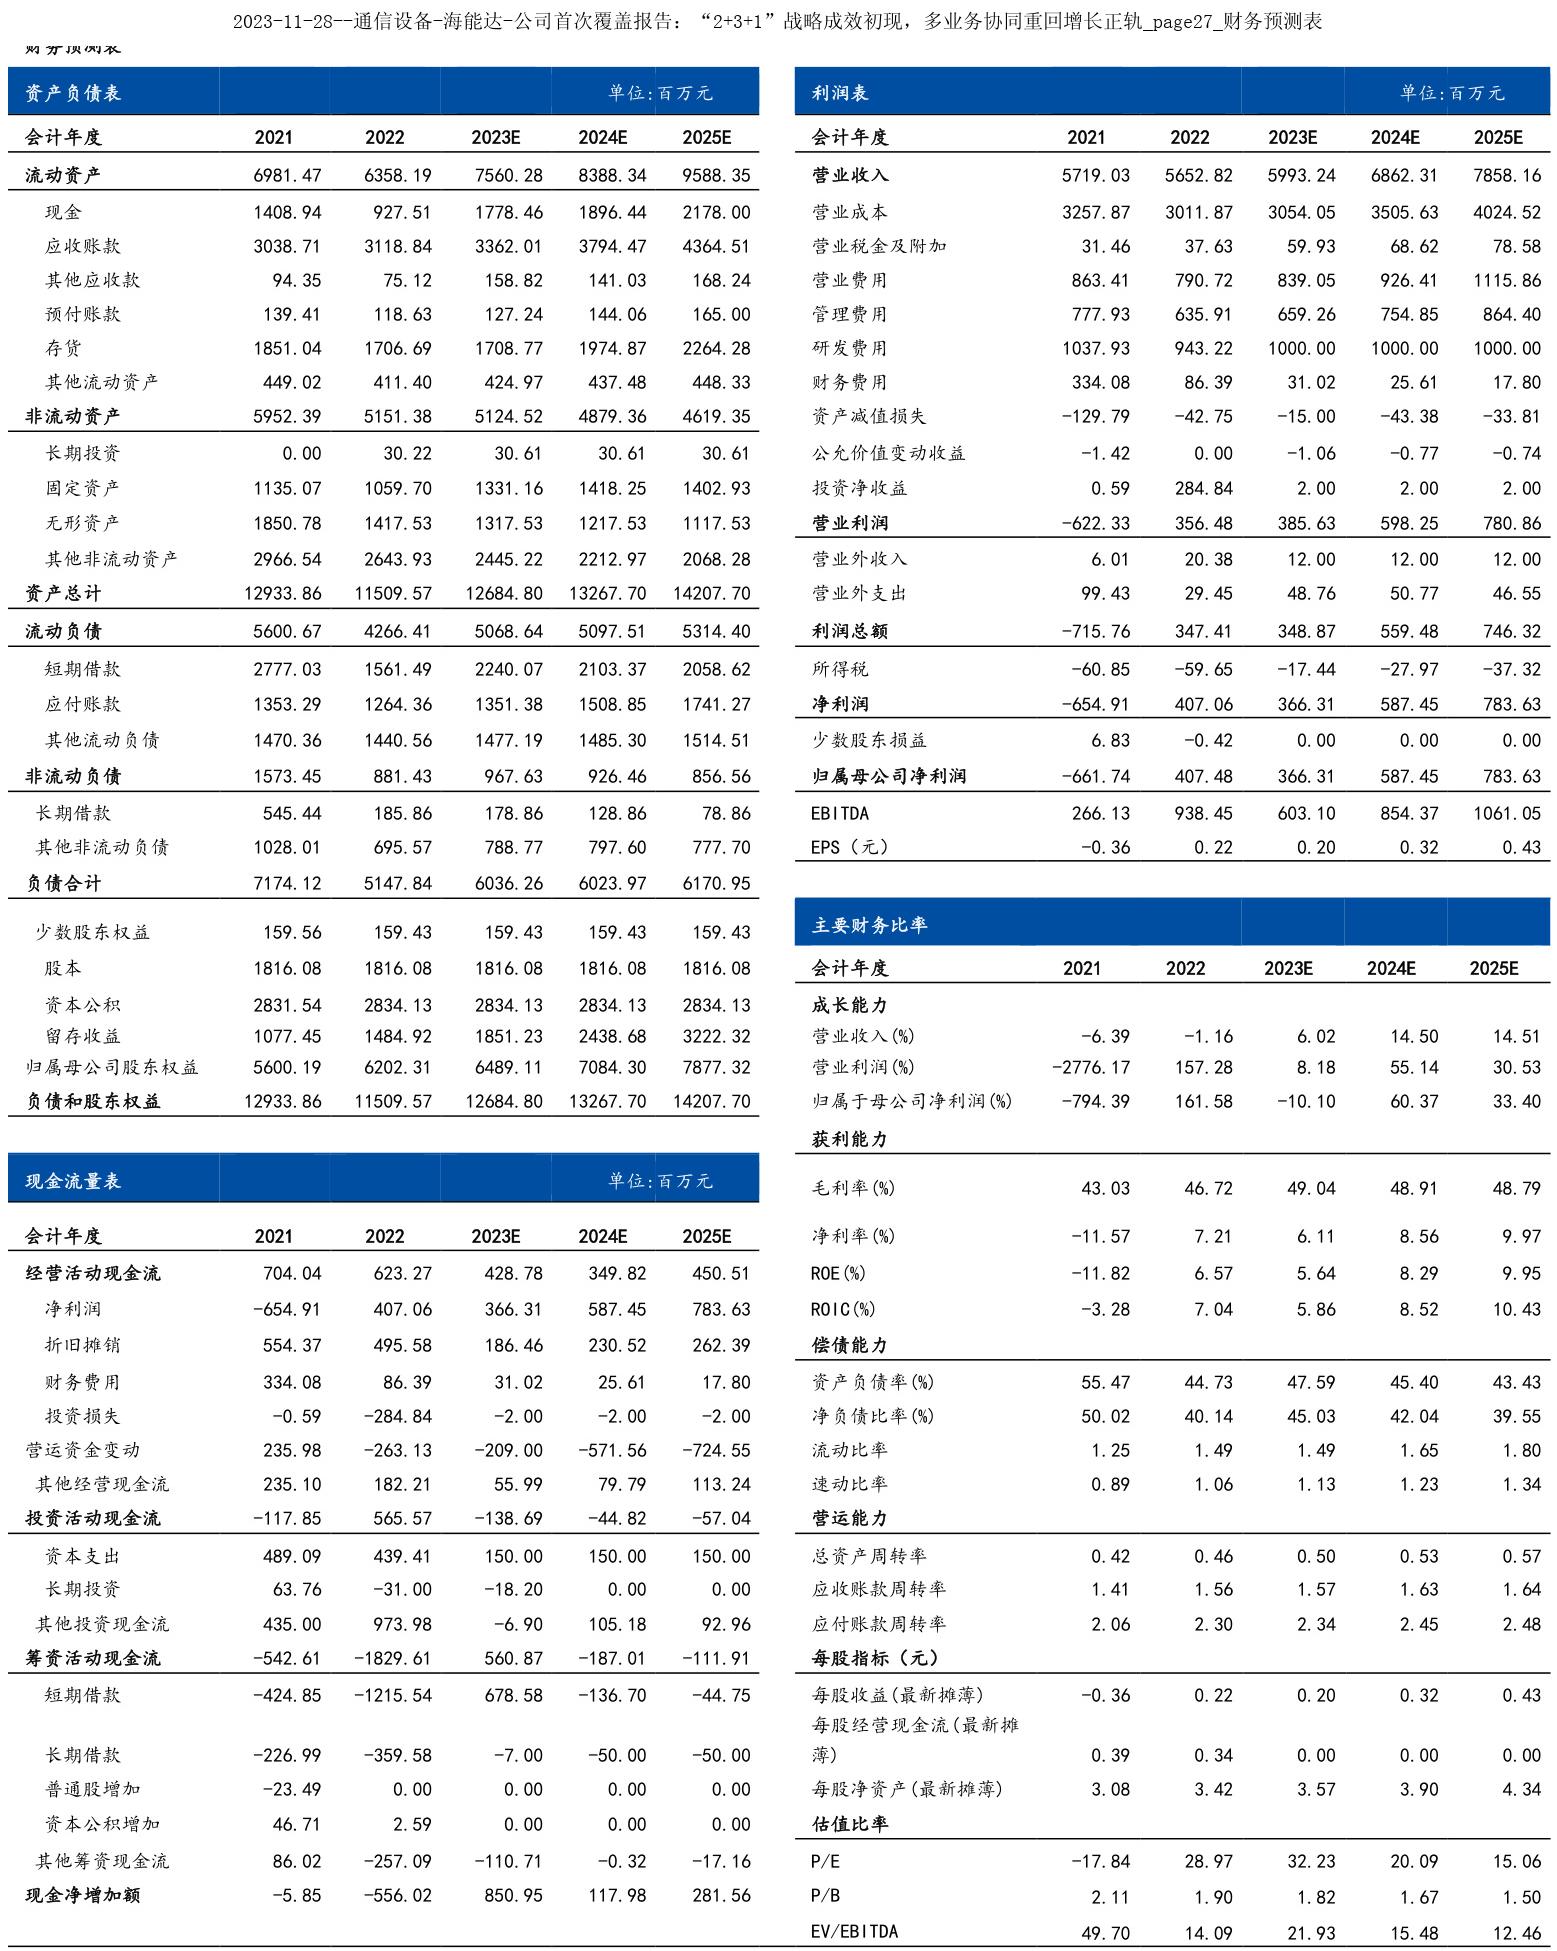 2023-11-28--通信设备-海能达-公司首次覆盖报告：“2+3+1”战略成效初现，多业务协同重回增长正轨_page27_财务预测表
财务预测表
资产负债表 单位:百万元
会计年度 2021 2022 2023E 2024E 2025E
流动资产 6981.47 6358.19 7560.28 8388.34 9588.35
现金 1408.94 927.51 1778.46 1896.44 2178.00
应收账款 3038.71 3118.84 3362.01 3794.47 4364.51
其他应收款 94.35 75.12 158.82 141.03 168.24
预付账款 139.41 118.63 127.24 144.06 165.00
存货 1851.04 1706.69 1708.77 1974.87 2264.28
其他流动资产 449.02 411.40 424.97 437.48 448.33
非流动资产 5952.39 5151.38 5124.52 4879.36 4619.35
长期投资 0.00 30.22 30.61 30.61 30.61
固定资产 1135.07 1059.70 1331.16 1418.25 1402.93
无形资产 1850.78 1417.53 1317.53 1217.53 1117.53
其他非流动资产 2966.54 2643.93 2445.22 2212.97 2068.28
资产总计 12933.86 11509.57 12684.80 13267.70 14207.70
流动负债 5600.67 4266.41 5068.64 5097.51 5314.40
短期借款 2777.03 1561.49 2240.07 2103.37 2058.62
应付账款 1353.29 1264.36 1351.38 1508.85 1741.27
其他流动负债 1470.36 1440.56 1477.19 1485.30 1514.51
非流动负债 1573.45 881.43 967.63 926.46 856.56
长期借款 545.44 185.86 178.86 128.86 78.86
其他非流动负债 1028.01 695.57 788.77 797.60 777.70
负债合计 7174.12 5147.84 6036.26 6023.97 6170.95
少数股东权益 159.56 159.43 159.43 159.43 159.43
股本 1816.08 1816.08 1816.08 1816.08 1816.08
资本公积 2831.54 2834.13 2834.13 2834.13 2834.13
留存收益 1077.45 1484.92 1851.23 2438.68 3222.32
归属母公司股东权益 5600.19 6202.31 6489.11 7084.30 7877.32
负债和股东权益 12933.86 11509.57 12684.80 13267.70 14207.70
现金流量表 单位:百万元
会计年度 2021 2022 2023E 2024E 2025E
经营活动现金流 704.04 623.27 428.78 349.82 450.51
净利润 -654.91 407.06 366.31 587.45 783.63
折旧摊销 554.37 495.58 186.46 230.52 262.39
财务费用 334.08 86.39 31.02 25.61 17.80
投资损失 -0.59 -284.84 -2.00 -2.00 -2.00
营运资金变动 235.98 -263.13 -209.00 -571.56 -724.55
其他经营现金流 235.10 182.21 55.99 79.79 113.24
投资活动现金流 -117.85 565.57 -138.69 -44.82 -57.04
资本支出 489.09 439.41 150.00 150.00 150.00
长期投资 63.76 -31.00 -18.20 0.00 0.00
其他投资现金流 435.00 973.98 -6.90 105.18 92.96
筹资活动现金流 -542.61 -1829.61 560.87 -187.01 -111.91
短期借款 -424.85 -1215.54 678.58 -136.70 -44.75
长期借款 -226.99 -359.58 -7.00 -50.00 -50.00
普通股增加 -23.49 0.00 0.00 0.00 0.00
资本公积增加 46.71 2.59 0.00 0.00 0.00
其他筹资现金流 86.02 -257.09 -110.71 -0.32 -17.16
现金净增加额 -5.85 -556.02 850.95 117.98 281.56
利润表 单位:百万元
会计年度 2021 2022 2023E 2024E 2025E
营业收入 5719.03 5652.82 5993.24 6862.31 7858.16
营业成本 3257.87 3011.87 3054.05 3505.63 4024.52
营业税金及附加 31.46 37.63 59.93 68.62 78.58
营业费用 863.41 790.72 839.05 926.41 1115.86
管理费用 777.93 635.91 659.26 754.85 864.40
研发费用 1037.93 943.22 1000.00 1000.00 1000.00
财务费用 334.08 86.39 31.02 25.61 17.80
资产减值损失 -129.79 -42.75 -15.00 -43.38 -33.81
公允价值变动收益 -1.42 0.00 -1.06 -0.77 -0.74
投资净收益 0.59 284.84 2.00 2.00 2.00
营业利润 -622.33 356.48 385.63 598.25 780.86
营业外收入 6.01 20.38 12.00 12.00 12.00
营业外支出 99.43 29.45 48.76 50.77 46.55
利润总额 -715.76 347.41 348.87 559.48 746.32
所得税 -60.85 -59.65 -17.44 -27.97 -37.32
净利润 -654.91 407.06 366.31 587.45 783.63
少数股东损益 6.83 -0.42 0.00 0.00 0.00
归属母公司净利润 -661.74 407.48 366.31 587.45 783.63
EBITDA 266.13 938.45 603.10 854.37 1061.05
EPS（元） -0.36 0.22 0.20 0.32 0.43
主要财务比率
会计年度 2021 2022 2023E 2024E 2025E
成长能力
营业收入(%) -6.39 -1.16 6.02 14.50 14.51
营业利润(%) -2776.17 157.28 8.18 55.14 30.53
归属于母公司净利润(%) -794.39 161.58 -10.10 60.37 33.40
获利能力
毛利率(%) 43.03 46.72 49.04 48.91 48.79
净利率(%) -11.57 7.21 6.11 8.56 9.97
ROE(%) -11.82 6.57 5.64 8.29 9.95
ROIC(%) -3.28 7.04 5.86 8.52 10.43
偿债能力
资产负债率(%) 55.47 44.73 47.59 45.40 43.43
净负债比率(%) 50.02 40.14 45.03 42.04 39.55
流动比率 1.25 1.49 1.49 1.65 1.80
速动比率 0.89 1.06 1.13 1.23 1.34
营运能力
总资产周转率 0.42 0.46 0.50 0.53 0.57
应收账款周转率 1.41 1.56 1.57 1.63 1.64
应付账款周转率 2.06 2.30 2.34 2.45 2.48
每股指标（元）
每股收益(最新摊薄) -0.36 0.22 0.20 0.32 0.43
每股经营现金流(最新摊
薄) 0.39 0.34 0.00 0.00 0.00
每股净资产(最新摊薄) 3.08 3.42 3.57 3.90 4.34
估值比率
P/E -17.84 28.97 32.23 20.09 15.06
P/B 2.11 1.90 1.82 1.67 1.50
EV/EBITDA 49.70 14.09 21.93 15.48 12.46